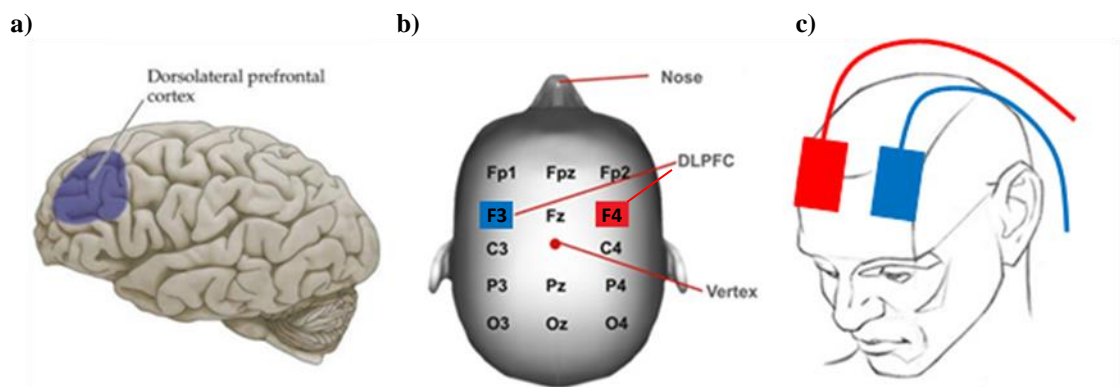 a)
Dorsolateral prefrontal
cortex
b)
Nose
DLPFC
Fp1 Fpz Fp2
F3 Fz F4
C3 C4
Vertex
P3 Pz P4
O3 Oz O4
c)